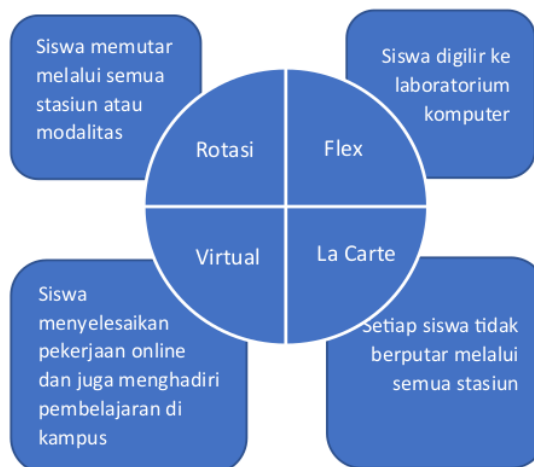 Siswa memutar
melalui semua
stasiun atau
modalitas
Siswa digilir ke
laboratorium
komputer
Rotasi
Flex
Virtual
La Carte
Siswa
menyelesaikan
pekerjaan online
dan juga menghadiri
pembelajaran di
kampus
Setiap siswa tidak
berputar melalui
semua stasiun